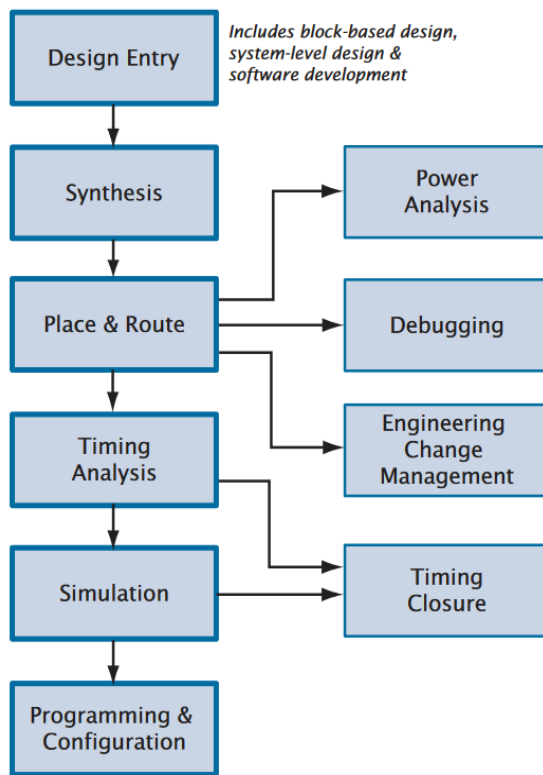 Design Entry
Includes block-based design,
system-level design &
software development
Synthesis
Power
Analysis
Place & Route
Debugging
Timing
Analysis
Engineering
Change
Management
Simulation
Timing
Closure
Programming &
Configuration